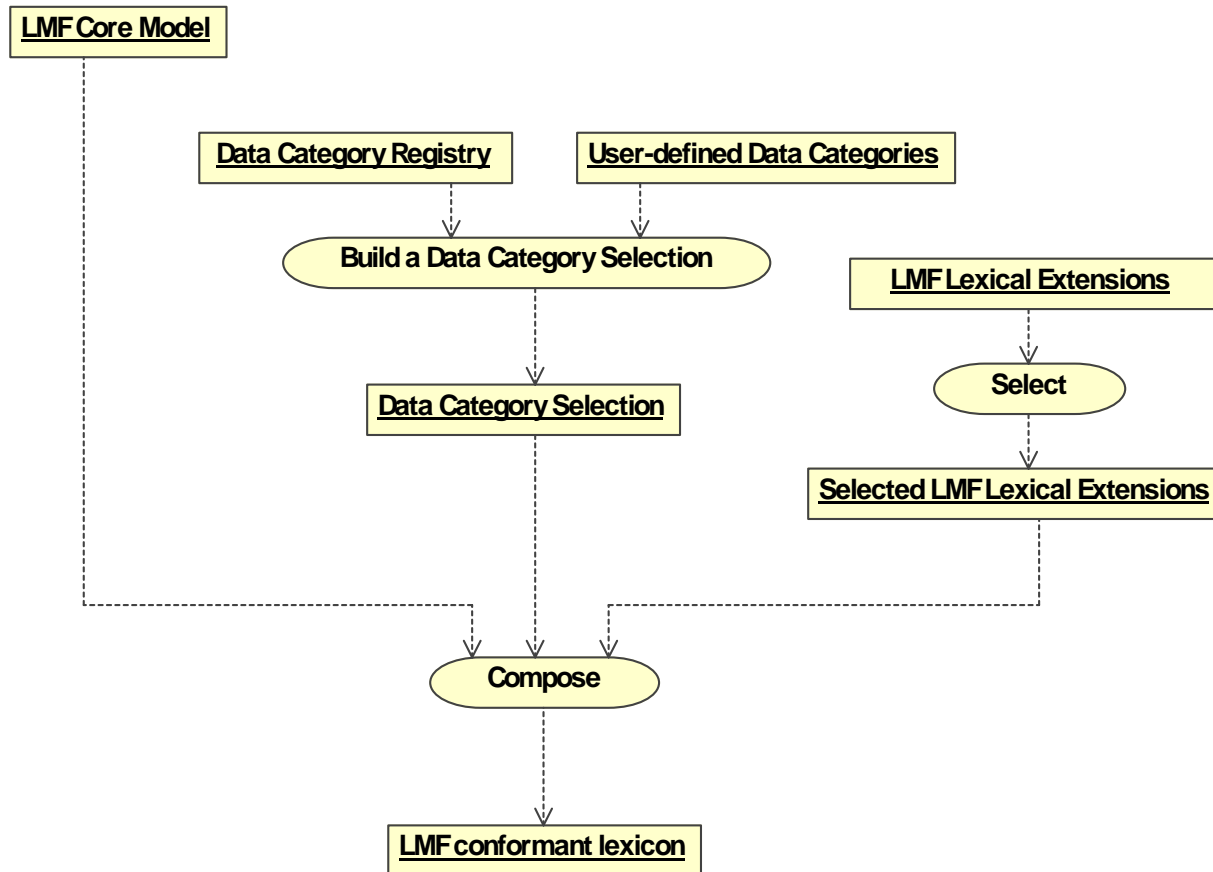 LMF Core Model
Data Category Registry
User-defined Data Categories
Build a Data Category Selection
LMF Lexical Extensions
Select
Data Category Selection
Selected LMF Lexical Extensions
Compose
LMF conformant lexicon